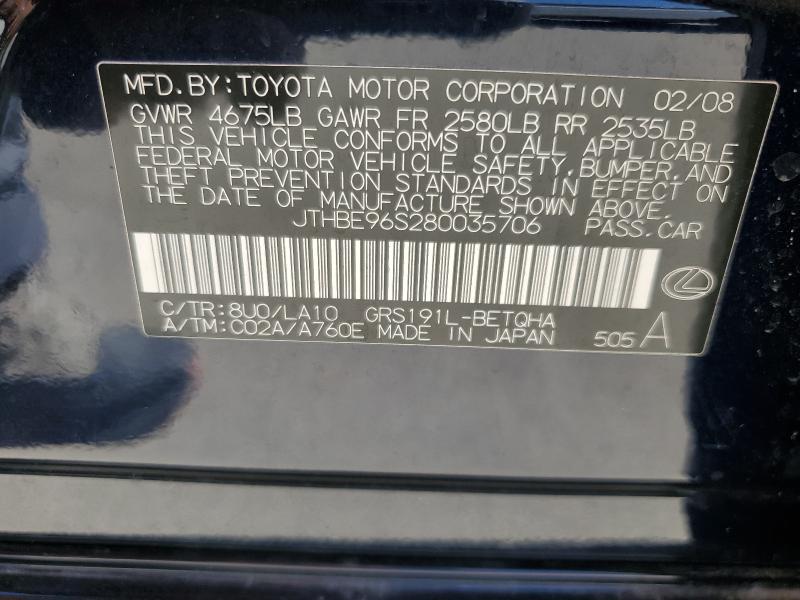 MFD. BY: TOYOTA MOTOR CORPORATION 02/08
GVWR 4675LB GAWR FR 2580LB RR 2535LB
THIS VEHICLE CONFORMS TO ALL APPLICABLE
FEDERAL MOTOR VEHICLE SAFETY, BUMPER, AND
THEFT PREVENTION STANDARDS IN EFFECT ON
THE DATE OF MANUFACTURE SHOWN ABOVE.
JTHBE96S280035706 PASS. CAR
C/TR: 8U0/LA10 GRS191L-BETQHA
A/TM: C02A/A760E MADE IN JAPAN 505 A